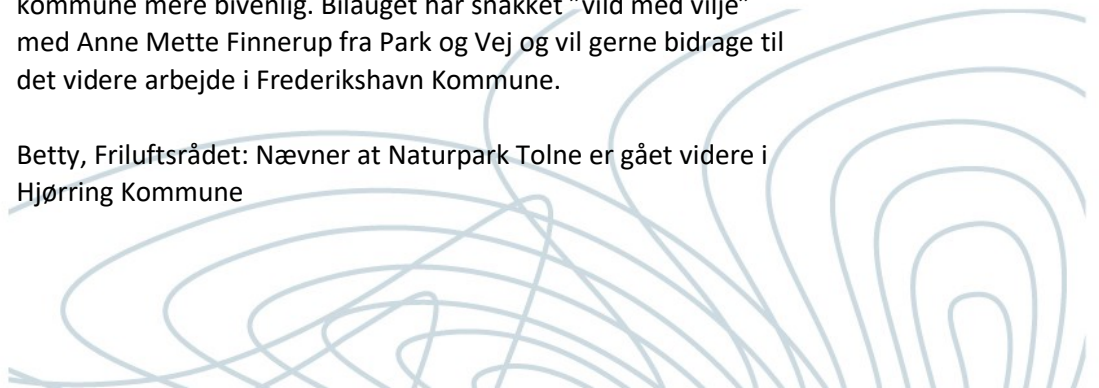 kommune mere bivenlig. Bilauget har snakket "vild med vilje"
med Anne Mette Finnerup fra Park og Vej og vil gerne bidrage til
det videre arbejde i Frederikshavn Kommune.
Betty, Friluftsrådet: Nævner at Naturpark Tolne er gået videre i
Hjørring Kommune